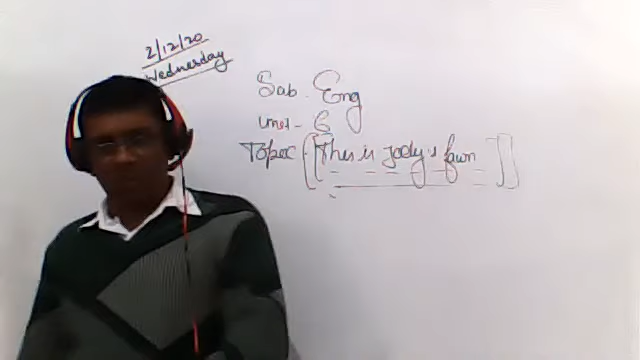 2/12/20
Wednesday
Sub. Eng
Unit - 6
Topic [[This is Jody's fawn]]